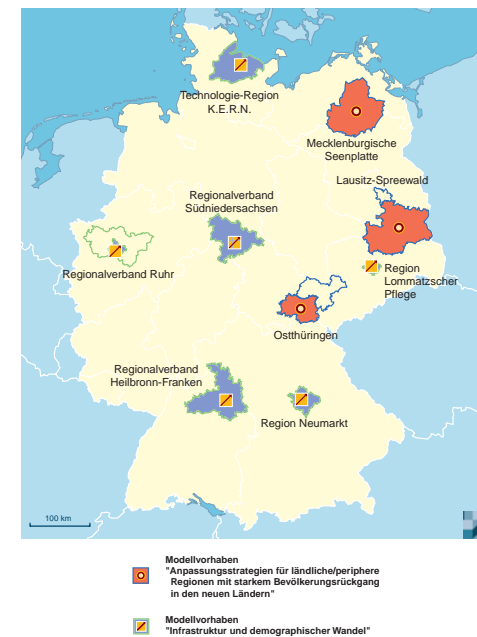 Technologie-Region
K.E.R.N.
Mecklenburgische
Seenplatte
Lausitz-Spreewald
Regionalverband
Südniedersachsen
Regionalverband Ruhr
Region
Lommatzscher
Pflege
Ostthüringen
Regionalverband
Heilbronn-Franken
Region Neumarkt
100 km
Modellvorhaben
"Anpassungsstrategien für ländliche/periphere
Regionen mit starkem Bevölkerungsrückgang
in den neuen Ländern"
Modellvorhaben
"Infrastruktur und demographischer Wandel"